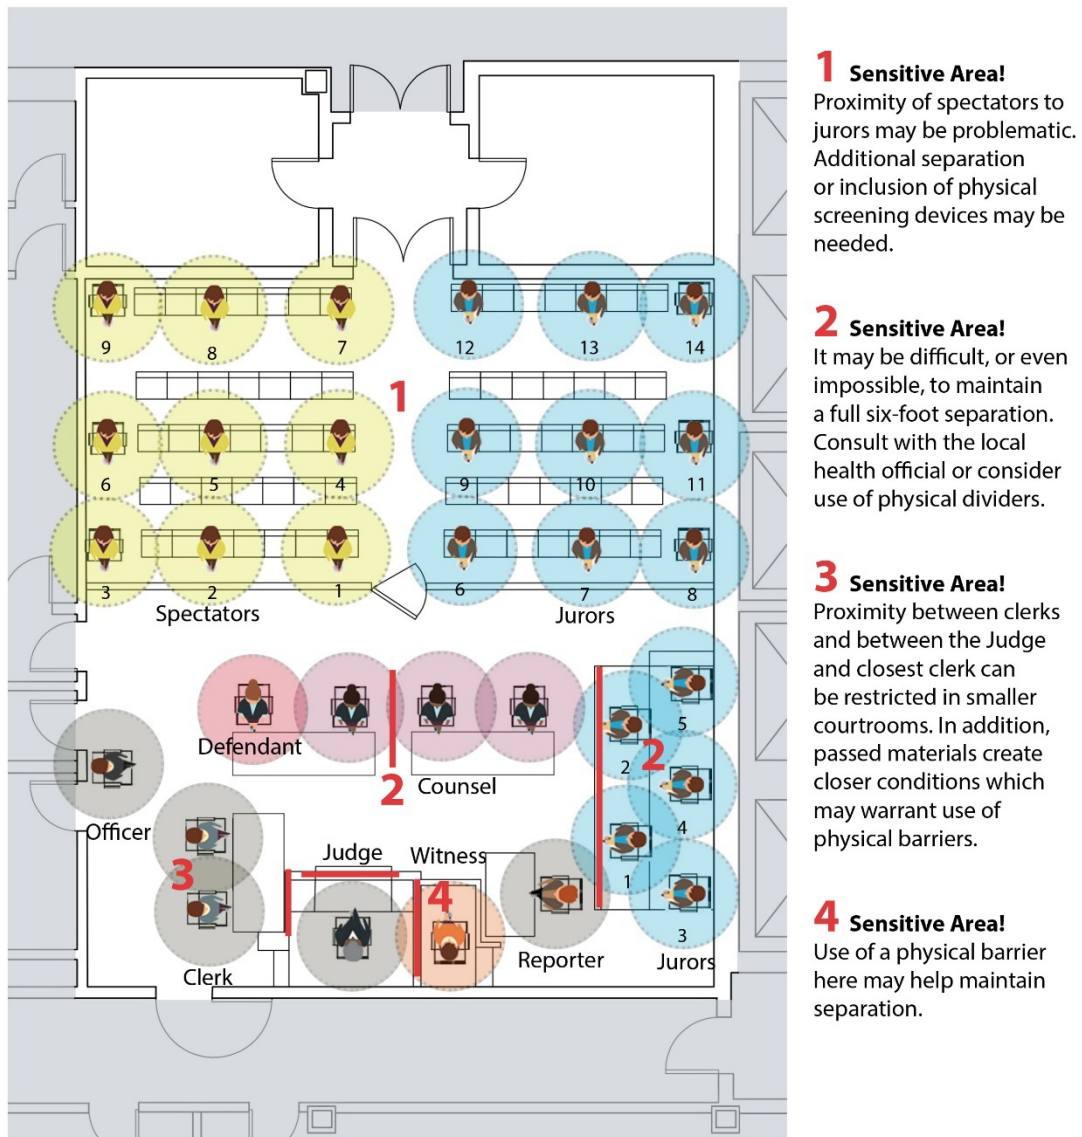 9 8 7 12 13 14
1
6 5 4 9 10 11
3 2 1 6 7 8
Spectators Jurors
5
2 2
Defendant
2 Counsel
4
Officer
Judge Witness
3
1
4
3
Clerk Reporter Jurors
1 Sensitive Area!
Proximity of spectators to
jurors may be problematic.
Additional separation
or inclusion of physical
screening devices may be
needed.
2 Sensitive Area!
It may be difficult, or even
impossible, to maintain
a full six-foot separation.
Consult with the local
health official or consider
use of physical dividers.
3 Sensitive Area!
Proximity between clerks
and between the Judge
and closest clerk can
be restricted in smaller
courtrooms. In addition,
passed materials create
closer conditions which
may warrant use of
physical barriers.
4 Sensitive Area!
Use of a physical barrier
here may help maintain
separation.